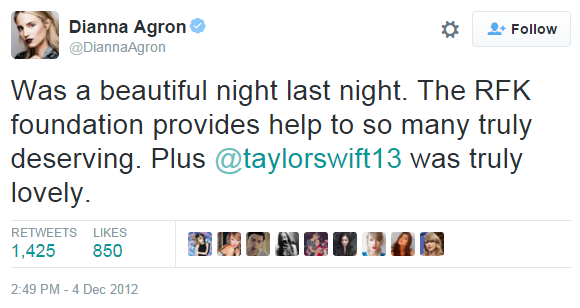 Dianna Agron
@DiannaAgron
Follow
Was a beautiful night last night. The RFK
foundation provides help to so many truly
deserving. Plus @taylorswift13 was truly
lovely.
RETWEETS LIKES
1,425 850
2:49 PM - 4 Dec 2012